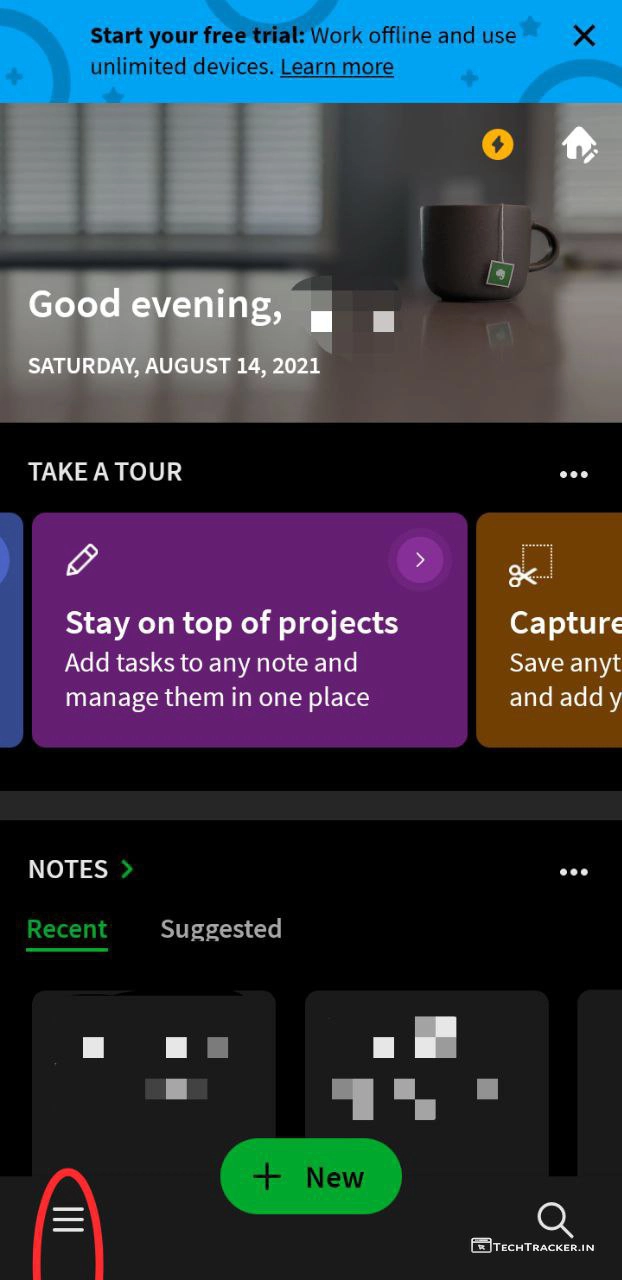 Start your free trial: Work offline and use
unlimited devices. Learn more
Good evening,
SATURDAY, AUGUST 14, 2021
TAKE A TOUR
Stay on top of projects
Add tasks to any note and
manage them in one place
Capture
Save anyt
and add y
NOTES
Recent Suggested
New
TECHTRACKER.IN